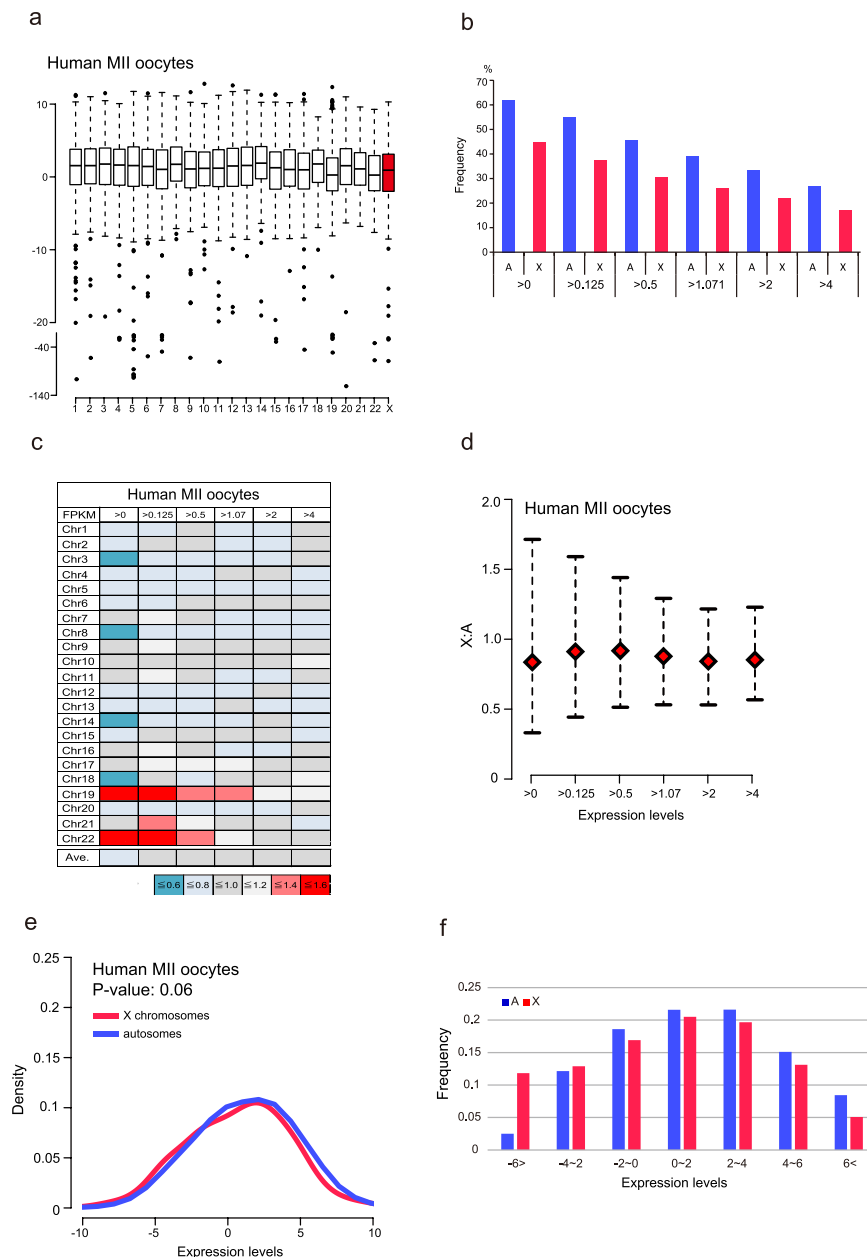 a
Human MII oocytes
10
0
-10
-20
-40
-140
1 2 3 4 5 6 7 8 9 10 11 12 13 14 15 16 17 18 19 20 21 22 X
b
%
70
60
50
40
30
20
10
0
Frequency
A X A X A X A X A X A X
>0 >0.125 >0.5 >1.071 >2 >4
c
Human MII oocytes
FPKM >0 >0.125 >0.5 >1.07 >2 >4
Chr1
Chr2
Chr3
Chr4
Chr5
Chr6
Chr7
Chr8
Chr9
Chr10
Chr11
Chr12
Chr13
Chr14
Chr15
Chr16
Chr17
Chr18
Chr19
Chr20
Chr21
Chr22
Ave.
≦0.6 ≦0.8 ≦1.0 ≦1.2 ≦1.4 ≦1.6
d
Human MII oocytes
2.0
1.5
1.0
0.5
0
X:A
>0 >0.125 >0.5 >1.07 >2 >4
Expression levels
e
Human MII oocytes
P-value: 0.06
X chromosomes
autosomes
0.25
0.2
0.15
0.1
0.05
0
Density
-10 -5 0 5 10
Expression levels
f
A X
0.25
0.2
0.15
0.1
0.05
0
Frequency
-6> -4~2 -2~0 0~2 2~4 4~6 6<
Expression levels